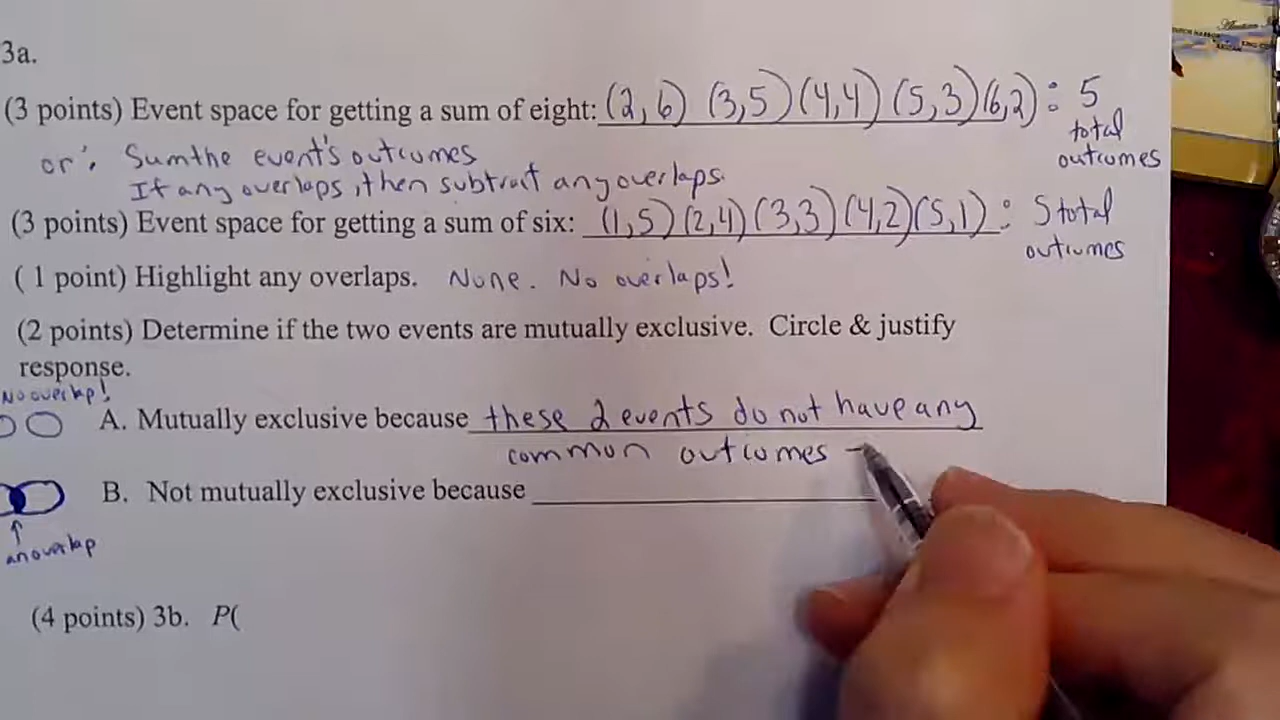 3a.
(3 points) Event space for getting a sum of eight: (2,6) (3,5) (4,4) (5,3) (6,2) : 5 total outcomes
or: Sum the event's outcomes
If any overlaps, then subtract any overlaps.
(3 points) Event space for getting a sum of six: (1,5) (2,4) (3,3) (4,2) (5,1) : 5 total outcomes
( 1 point) Highlight any overlaps. None. No overlaps!
(2 points) Determine if the two events are mutually exclusive. Circle & justify
response.
No overlap!
A. Mutually exclusive because these 2 events do not have any
common outcomes -
B. Not mutually exclusive because
an overlap
(4 points) 3b. P(